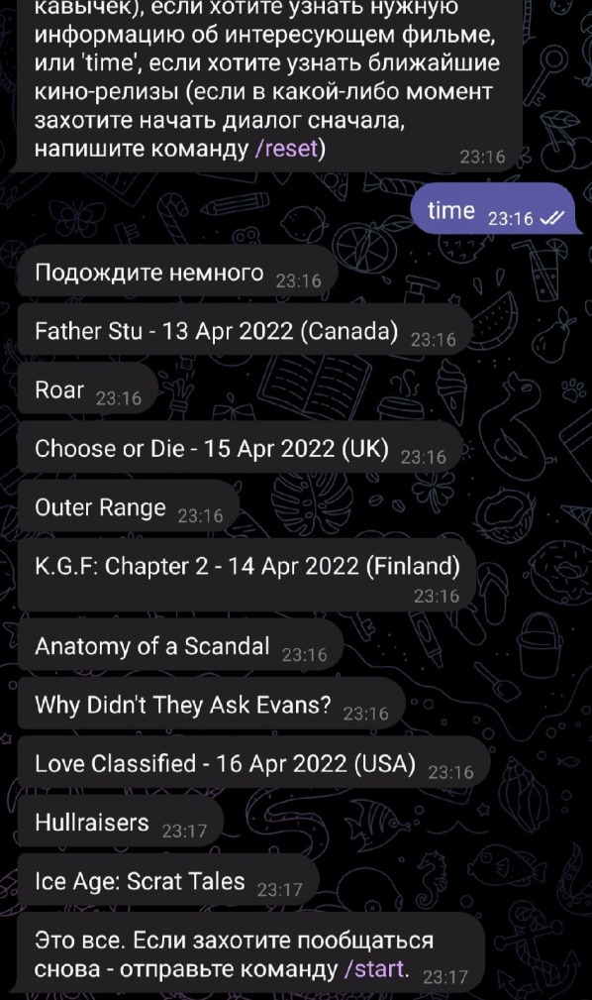 кавычек), если хотите узнать нужную
информацию об интересующем фильме,
или 'time', если хотите узнать ближайшие
кино-релизы (если в какой-либо момент
захотите начать диалог сначала,
напишите команду /reset) 23:16
time 23:16
Подождите немного 23:16
Father Stu - 13 Apr 2022 (Canada) 23:16
Roar 23:16
Choose or Die - 15 Apr 2022 (UK) 23:16
Outer Range 23:16
K.G.F: Chapter 2 - 14 Apr 2022 (Finland)
23:16
Anatomy of a Scandal 23:16
Why Didn't They Ask Evans? 23:16
Love Classified - 16 Apr 2022 (USA) 23:16
Hullraisers 23:17
Ice Age: Scrat Tales 23:17
Это все. Если захотите пообщаться
снова - отправьте команду /start. 23:17